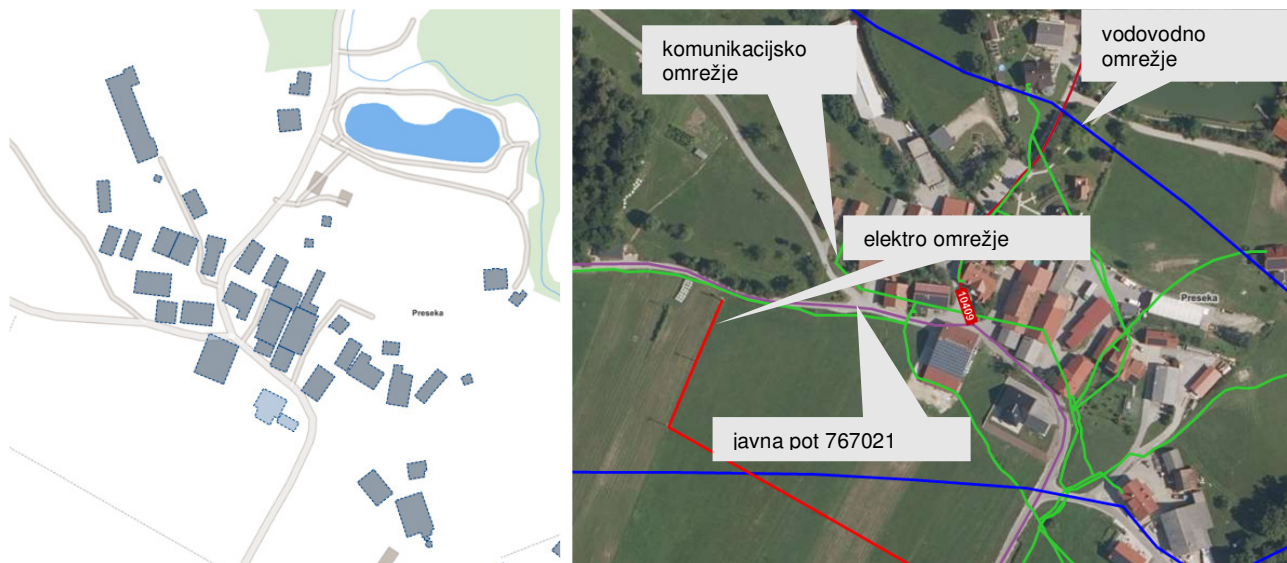 Preseka
komunikacijsko
omrežje
vodovodno
omrežje
elektro omrežje
10409
Preseka
javna pot 767021